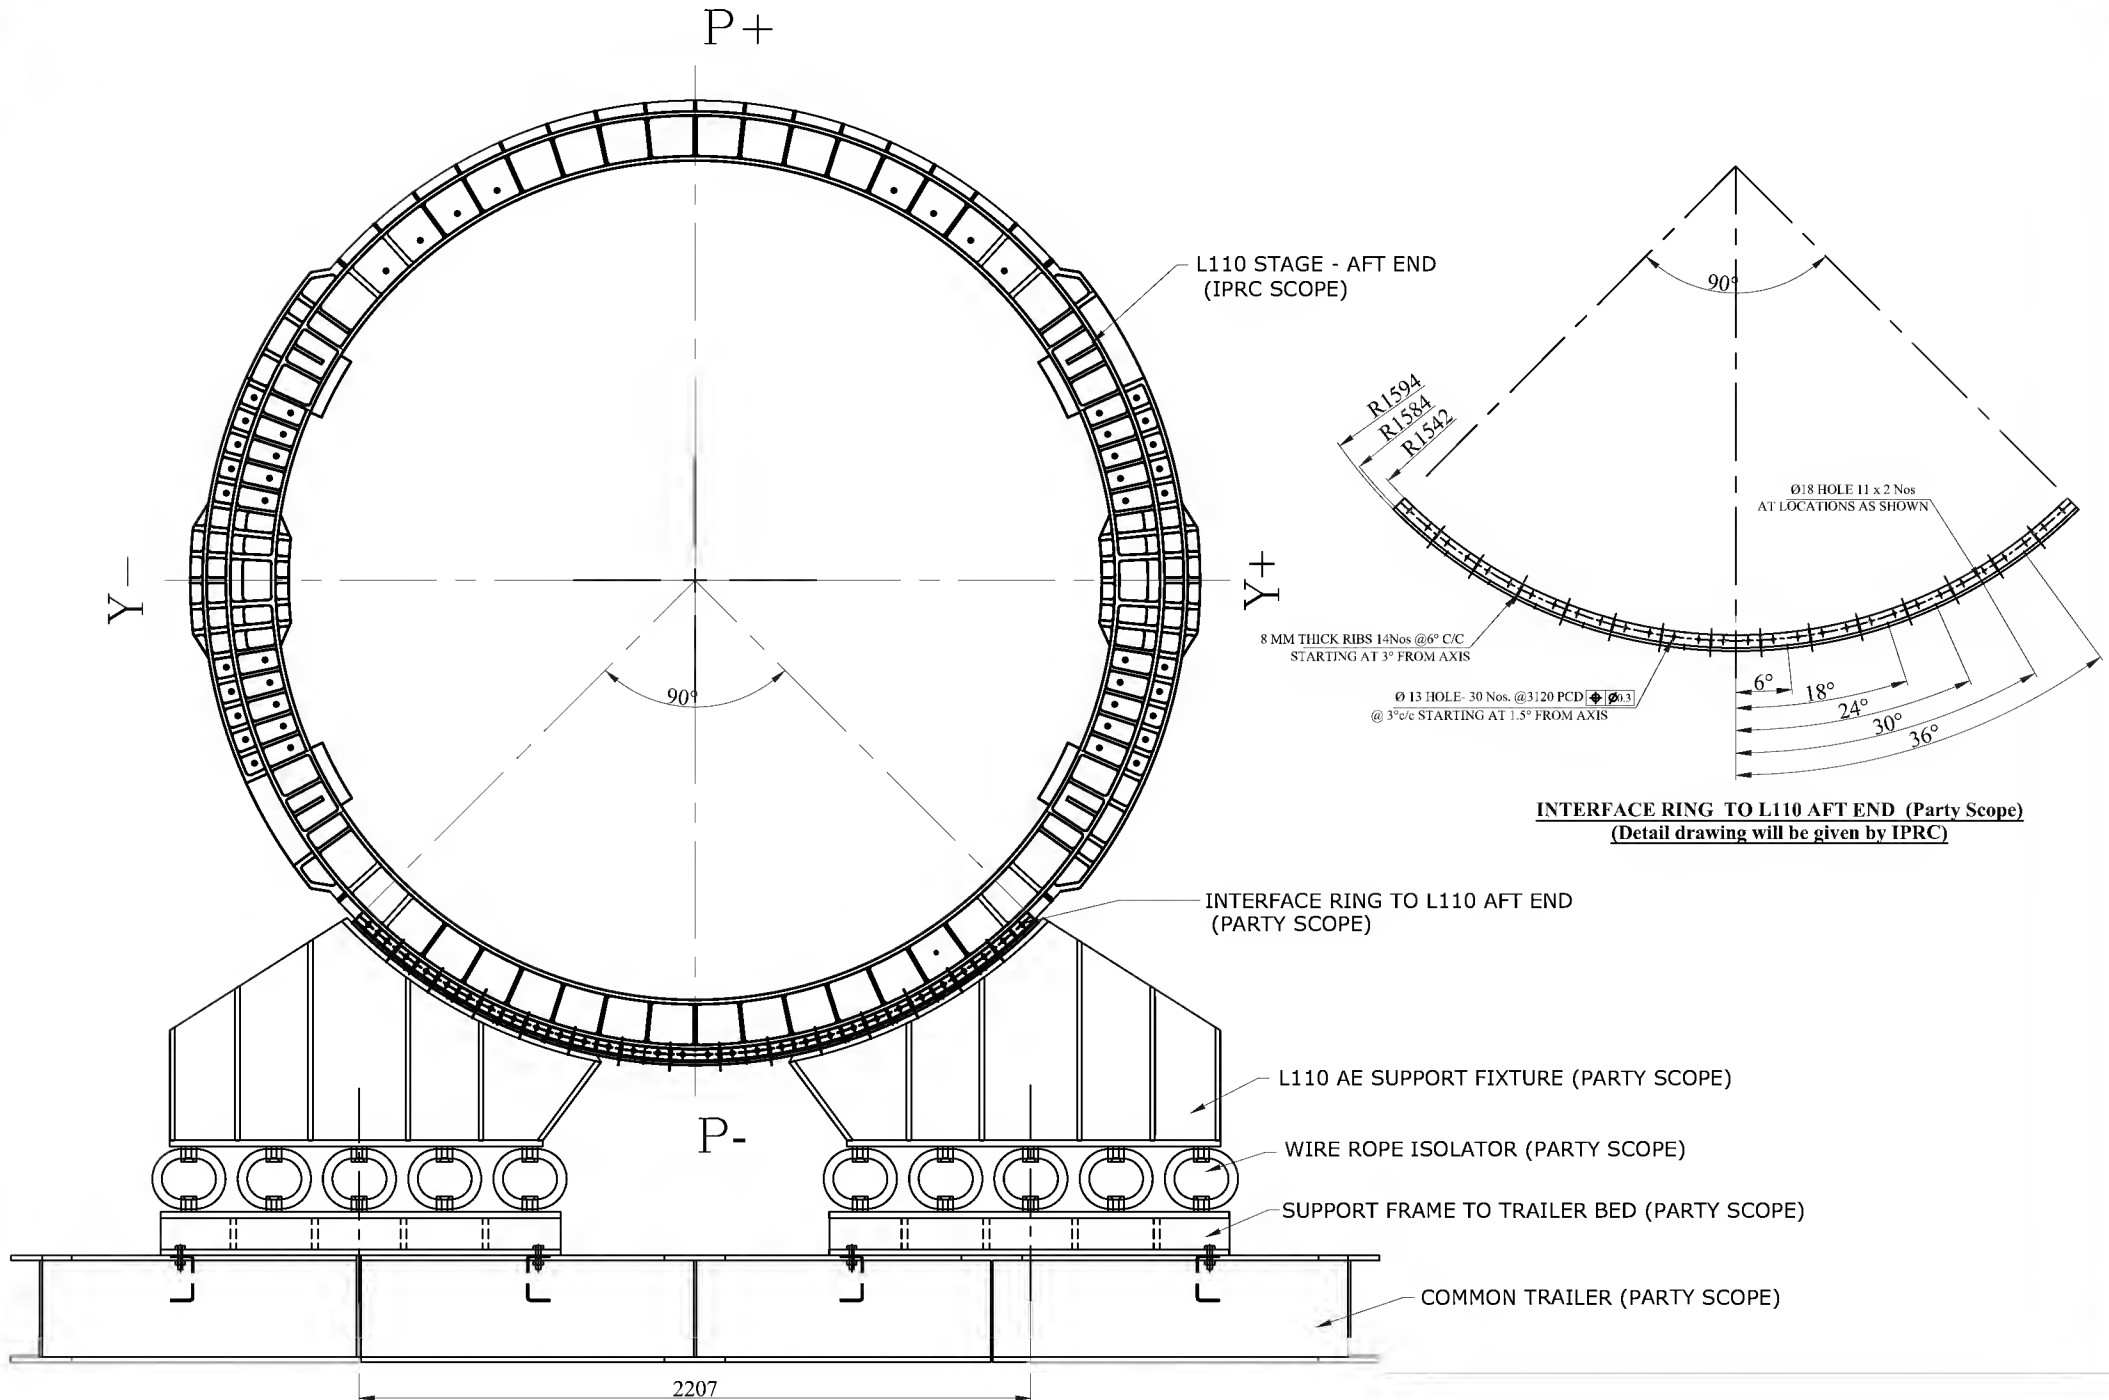 P+
L110 STAGE - AFT END
(IPRC SCOPE)
90°
R1594
R1584
R1542
Ø18 HOLE 11 x 2 Nos
AT LOCATIONS AS SHOWN
Y-
Y+
90°
8 MM THICK RIBS 14Nos @6° C/C
STARTING AT 3° FROM AXIS
Ø 13 HOLE- 30 Nos. @3120 PCD ⌖ Ø0.3
@ 3°c/c STARTING AT 1.5° FROM AXIS
6°
18°
24°
30°
36°
INTERFACE RING TO L110 AFT END (Party Scope)
(Detail drawing will be given by IPRC)
INTERFACE RING TO L110 AFT END
(PARTY SCOPE)
P-
L110 AE SUPPORT FIXTURE (PARTY SCOPE)
WIRE ROPE ISOLATOR (PARTY SCOPE)
SUPPORT FRAME TO TRAILER BED (PARTY SCOPE)
COMMON TRAILER (PARTY SCOPE)
2207